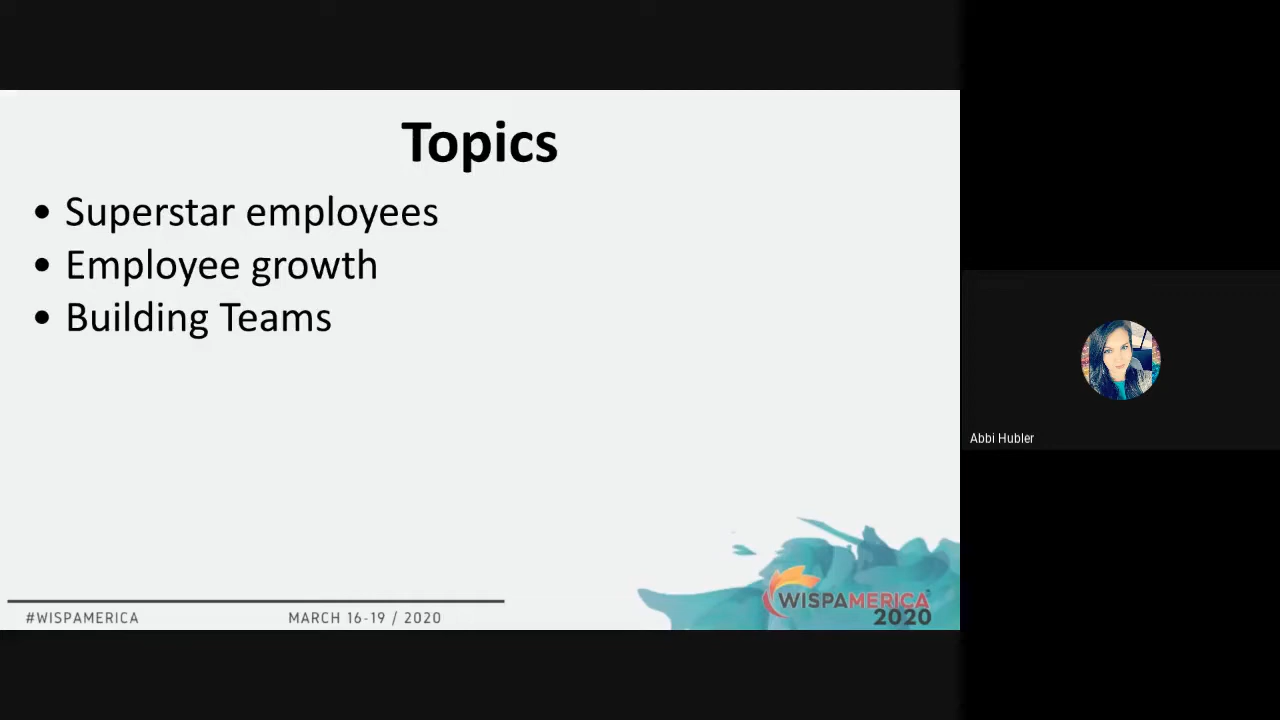 Topics
• Superstar employees
• Employee growth
• Building Teams
#WISPAMERICA
MARCH 16-19 / 2020
WISPAMERICA
2020
Abbi Hubler